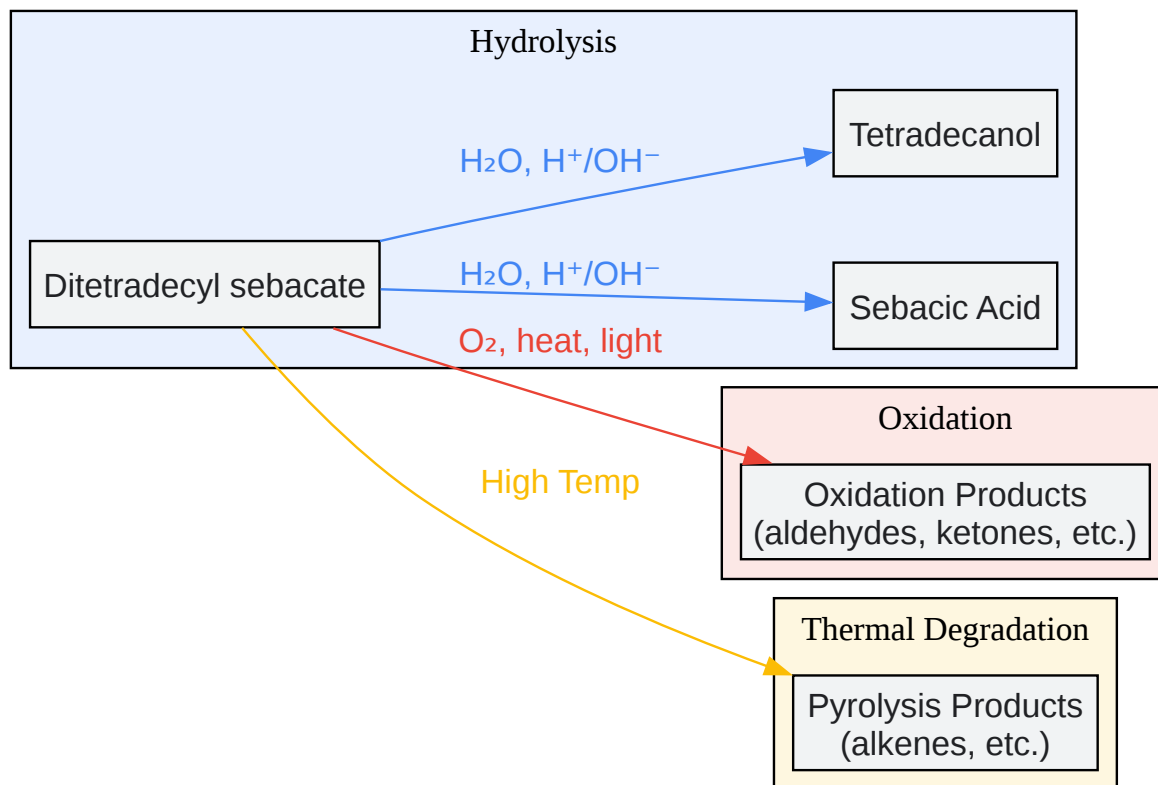 Hydrolysis
Tetradecanol
H₂O, H⁺/OH⁻
Ditetradecyl sebacate
H₂O, H⁺/OH⁻
Sebacic Acid
O₂, heat, light
Oxidation
High Temp
Oxidation Products
(aldehydes, ketones, etc.)
Thermal Degradation
Pyrolysis Products
(alkenes, etc.)